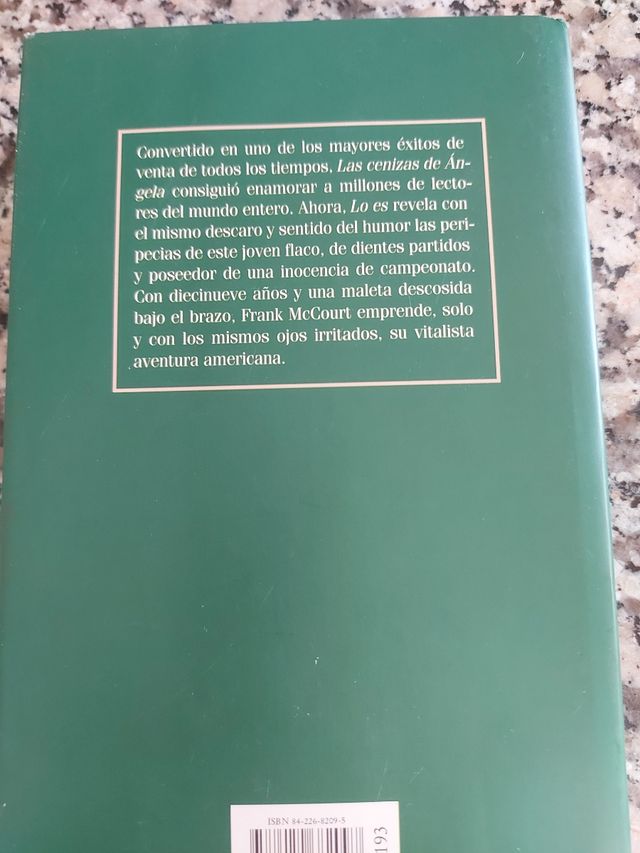 Convertido en uno de los mayores éxitos de
venta de todos los tiempos, Las cenizas de Án-
gela consiguió enamorar a millones de lecto-
res del mundo entero. Ahora, Lo es revela con
el mismo descaro y sentido del humor las peri-
pecias de este joven flaco, de dientes partidos
y poseedor de una inocencia de campeonato.
Con diecinueve años y una maleta descosida
bajo el brazo, Frank McCourt emprende, solo
y con los mismos ojos irritados, su vitalista
aventura americana.
ISBN 84-226-8209-5
193